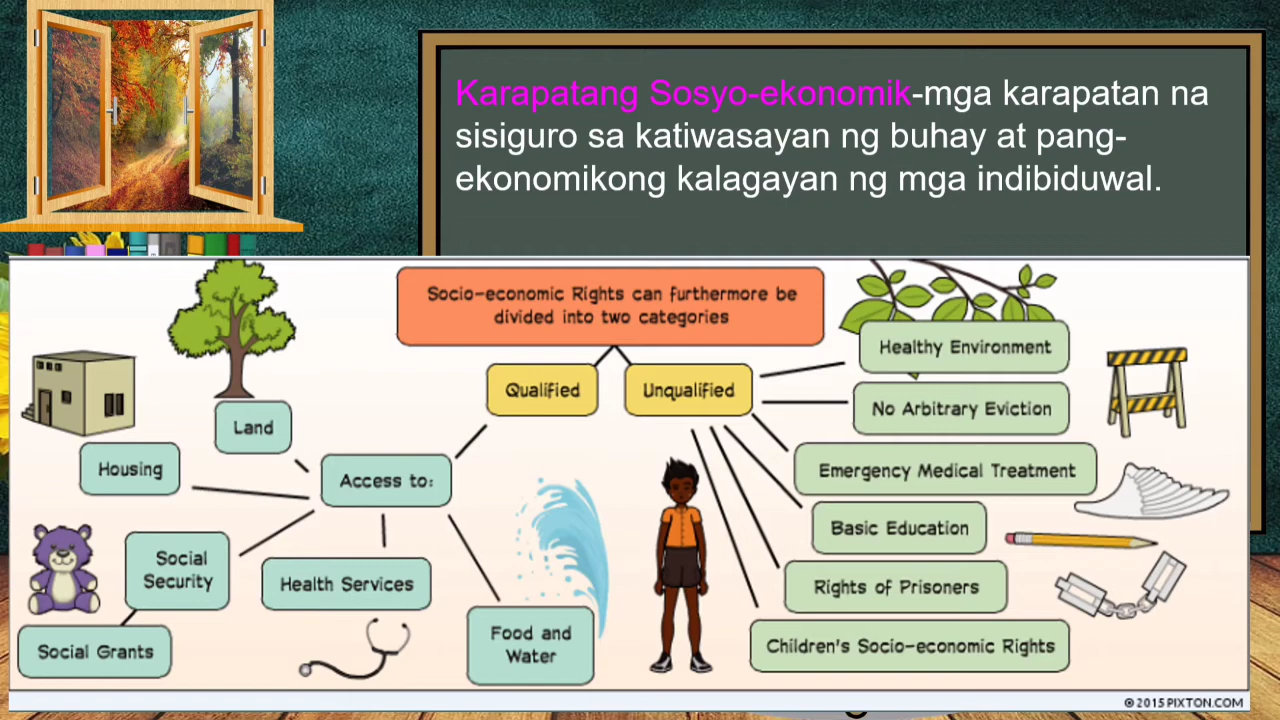 Karapatang Sosyo-ekonomik-mga karapatan na
sisiguro sa katiwasayan ng buhay at pang-
ekonomikong kalagayan ng mga indibiduwal.
Socio-economic Rights can furthermore be
divided into two categories
Qualified
Unqualified
Land
Housing
Access to:
Social
Security
Social Grants
Health Services
Food and
Water
Healthy Environment
No Arbitrary Eviction
Emergency Medical Treatment
Basic Education
Rights of Prisoners
Children's Socio-economic Rights
© 2015 PIXTON.COM